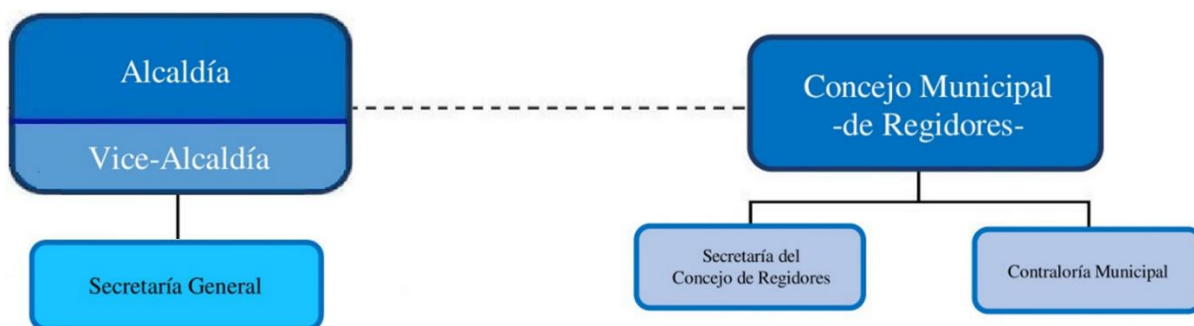 Alcaldía
Vice-Alcaldía
Secretaría General
Concejo Municipal
-de Regidores-
Secretaría del
Concejo de Regidores
Contraloría Municipal